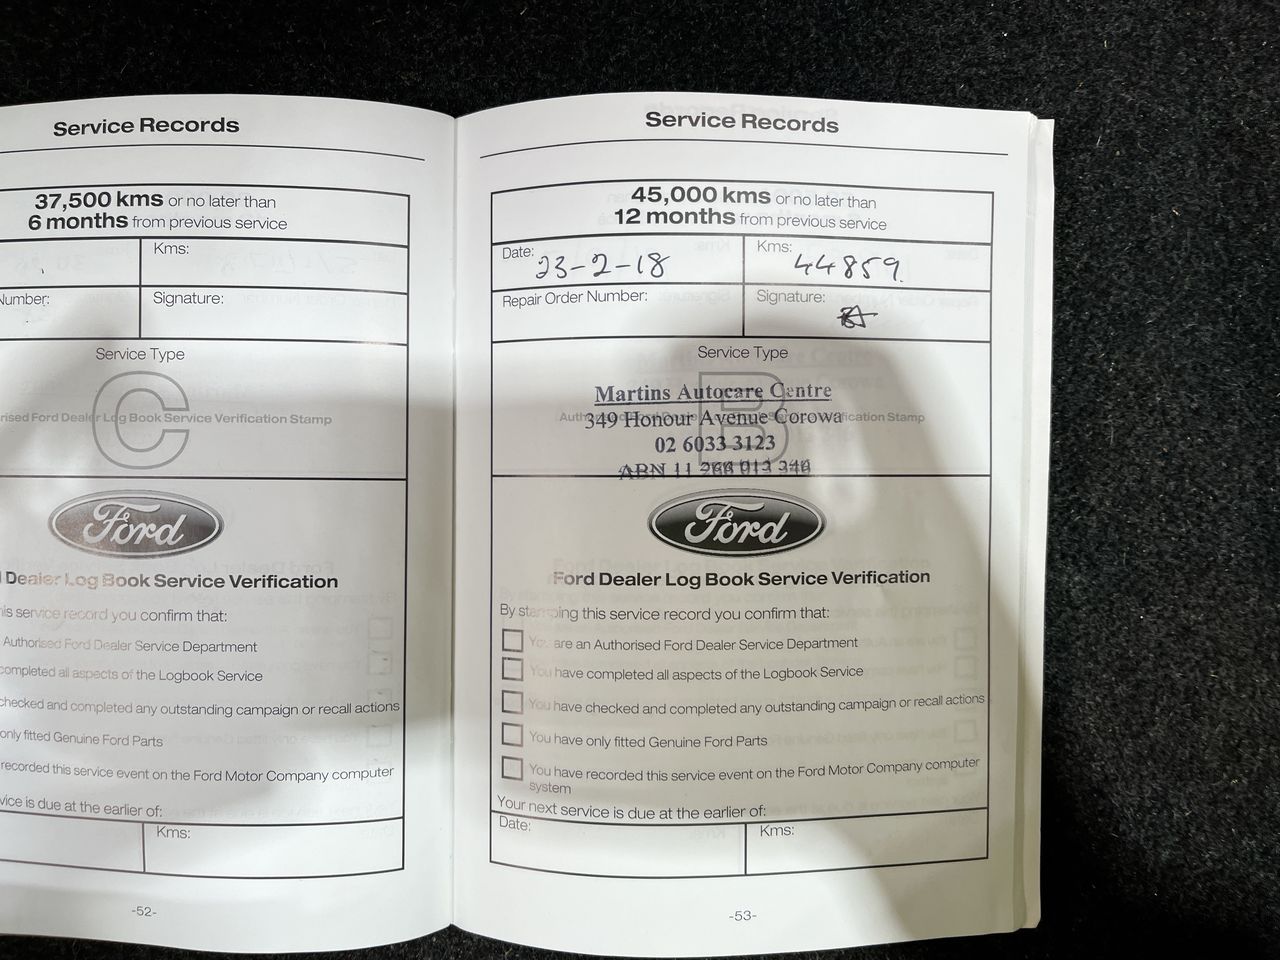 Service Records
37,500 kms or no later than
6 months from previous service
Kms:
Number:
Signature:
Service Type
C
Ford Dealer Log Book Service Verification Stamp
Ford
Dealer Log Book Service Verification
service record you confirm that:
Authorised Ford Dealer Service Department
completed all aspects of the Logbook Service
checked and completed any outstanding campaign or recall actions
only fitted Genuine Ford Parts
recorded this service event on the Ford Motor Company computer
is due at the earlier of:
Kms:
-52-
Service Records
45,000 kms or no later than
12 months from previous service
Date: 23-2-18
Kms: 44859.
Repair Order Number:
Signature:
Service Type
B
Martins Autocare Centre
349 Honour Avenue Corowa
02 6033 3123
ABN 11
Ford
Ford Dealer Log Book Service Verification
By stamping this service record you confirm that:
You are an Authorised Ford Dealer Service Department
You have completed all aspects of the Logbook Service
You have checked and completed any outstanding campaign or recall actions
You have only fitted Genuine Ford Parts
You have recorded this service event on the Ford Motor Company computer
system
Your next service is due at the earlier of:
Date:
Kms:
-53-